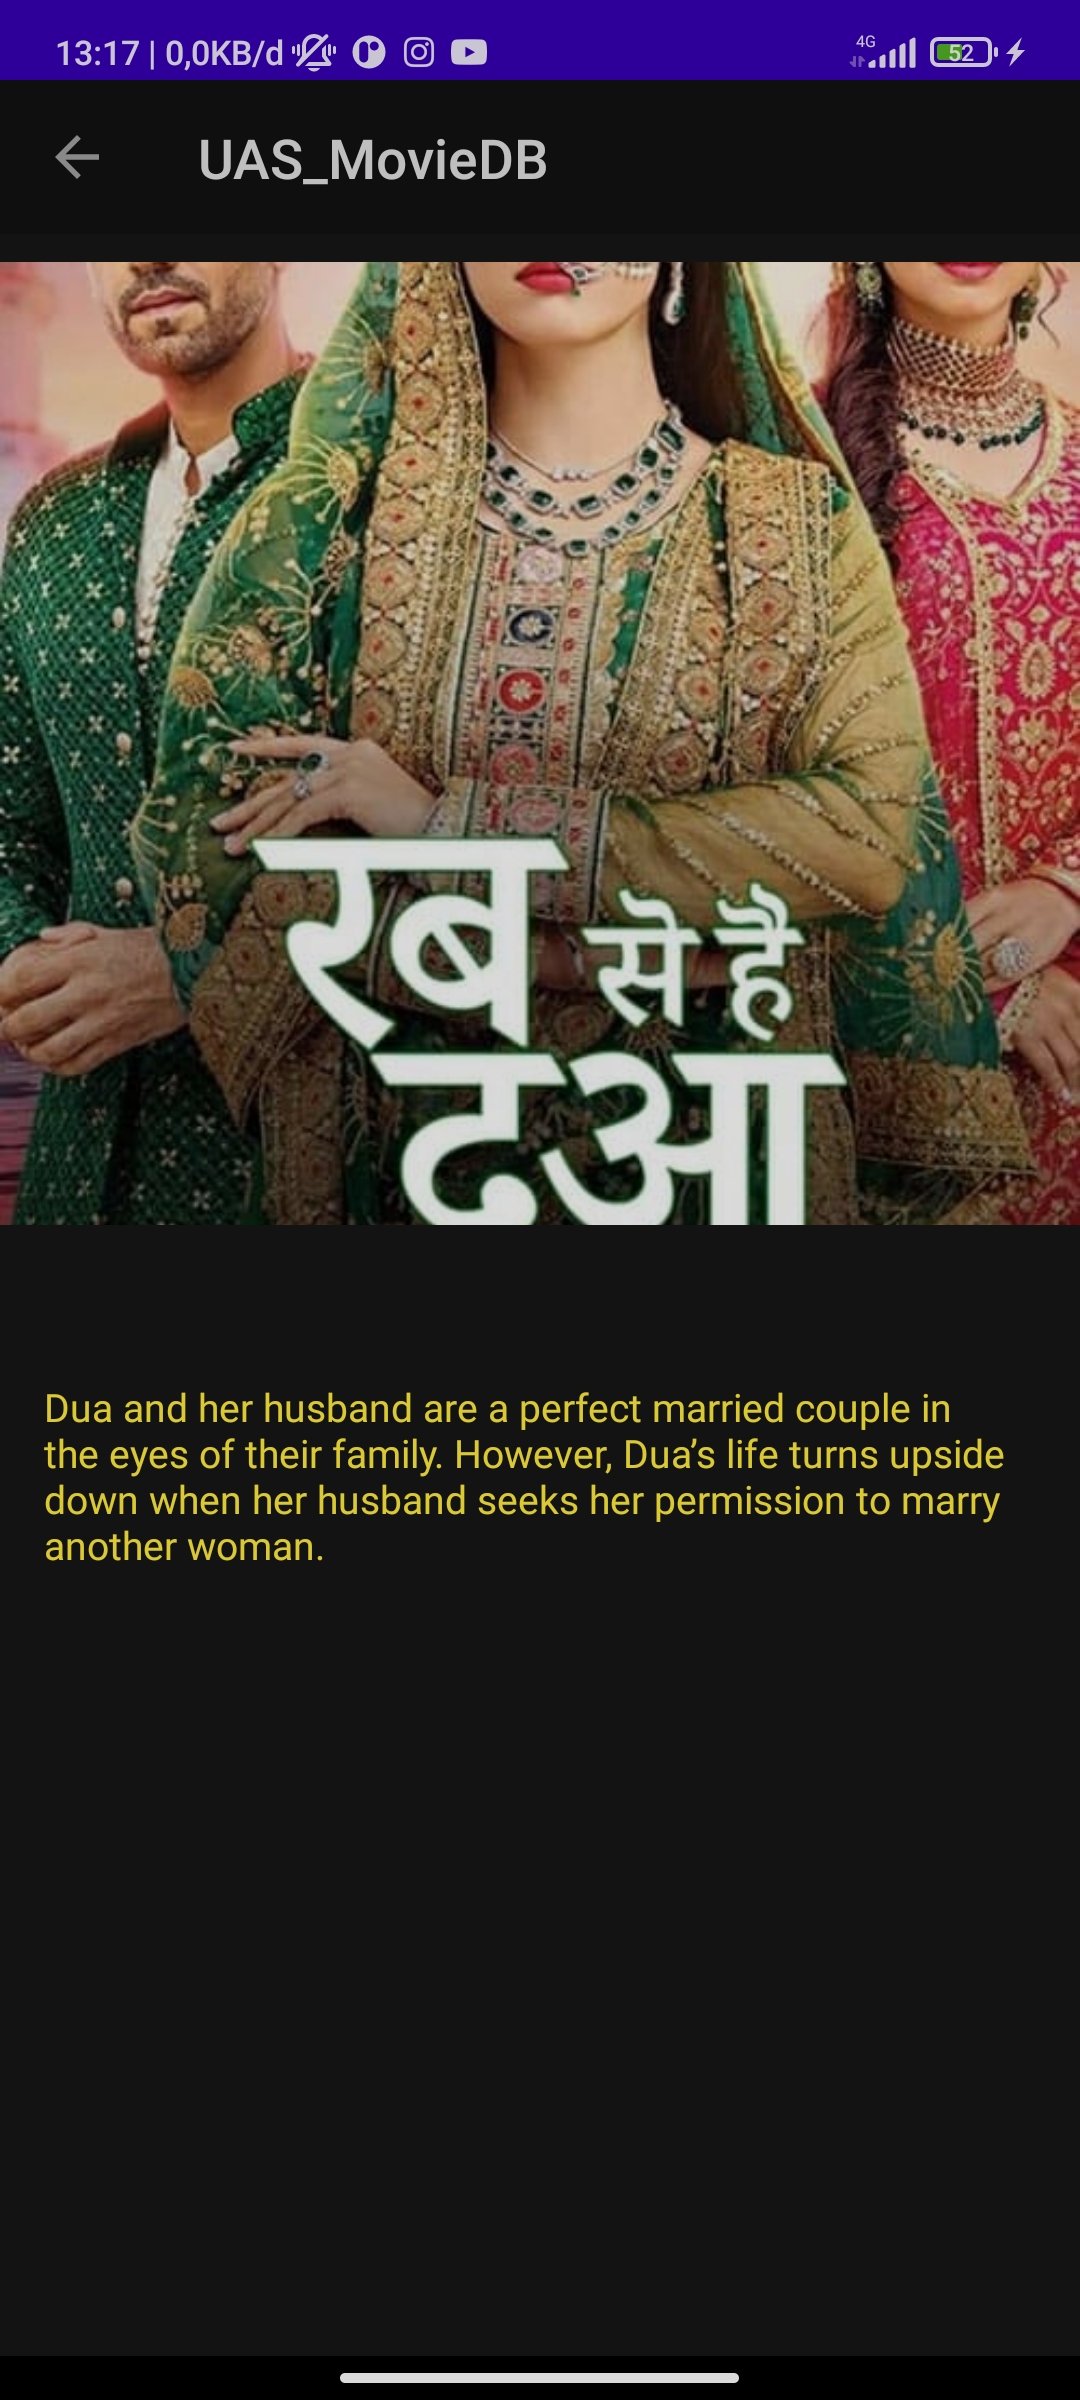 13:17 | 0,0KB/d
4G
52
UAS_MovieDB
रब से है
दआ
Dua and her husband are a perfect married couple in
the eyes of their family. However, Dua’s life turns upside
down when her husband seeks her permission to marry
another woman.